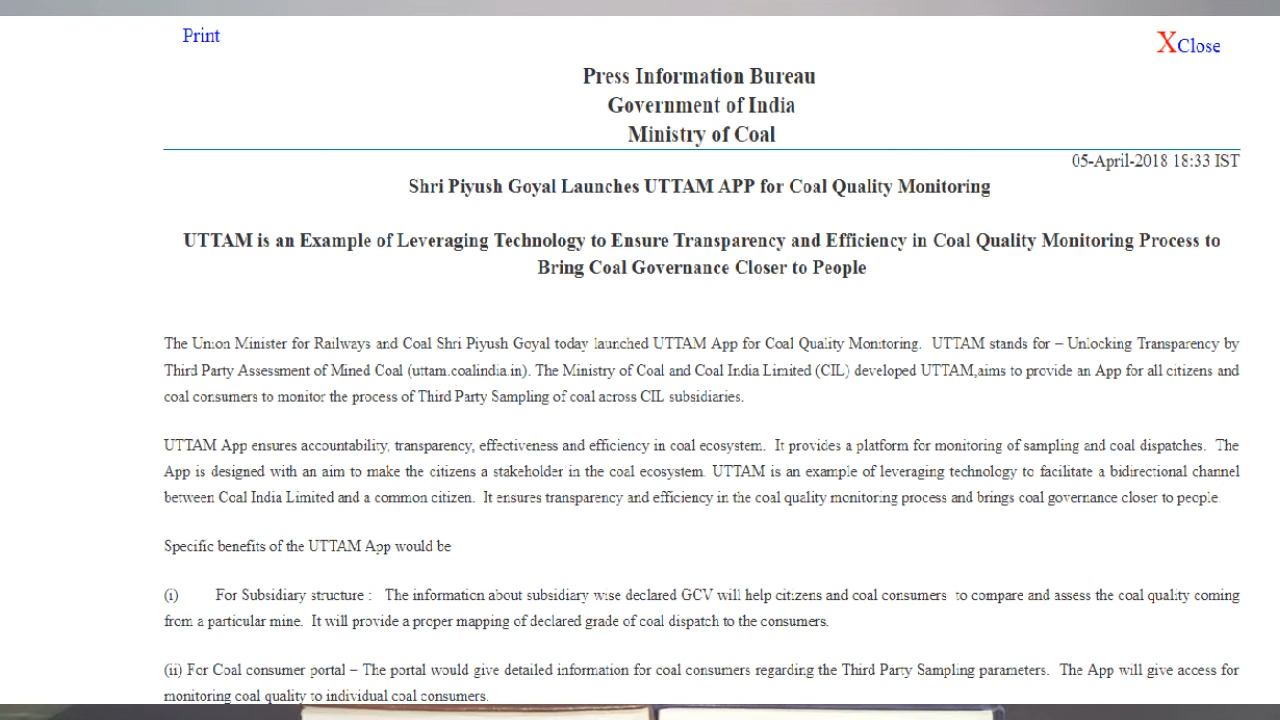 Print
XClose
Press Information Bureau
Government of India
Ministry of Coal
05-April-2018 18:33 IST
Shri Piyush Goyal Launches UTTAM APP for Coal Quality Monitoring
UTTAM is an Example of Leveraging Technology to Ensure Transparency and Efficiency in Coal Quality Monitoring Process to
Bring Coal Governance Closer to People
The Union Minister for Railways and Coal Shri Piyush Goyal today launched UTTAM App for Coal Quality Monitoring. UTTAM stands for – Unlocking Transparency by
Third Party Assessment of Mined Coal (uttam.coalindia.in). The Ministry of Coal and Coal India Limited (CIL) developed UTTAM,aims to provide an App for all citizens and
coal consumers to monitor the process of Third Party Sampling of coal across CIL subsidiaries.
UTTAM App ensures accountability, transparency, effectiveness and efficiency in coal ecosystem. It provides a platform for monitoring of sampling and coal dispatches. The
App is designed with an aim to make the citizens a stakeholder in the coal ecosystem. UTTAM is an example of leveraging technology to facilitate a bidirectional channel
between Coal India Limited and a common citizen. It ensures transparency and efficiency in the coal quality monitoring process and brings coal governance closer to people.
Specific benefits of the UTTAM App would be
(i) For Subsidiary structure : The information about subsidiary wise declared GCV will help citizens and coal consumers to compare and assess the coal quality coming
from a particular mine. It will provide a proper mapping of declared grade of coal dispatch to the consumers.
(ii) For Coal consumer portal – The portal would give detailed information for coal consumers regarding the Third Party Sampling parameters. The App will give access for
monitoring coal quality to individual coal consumers.